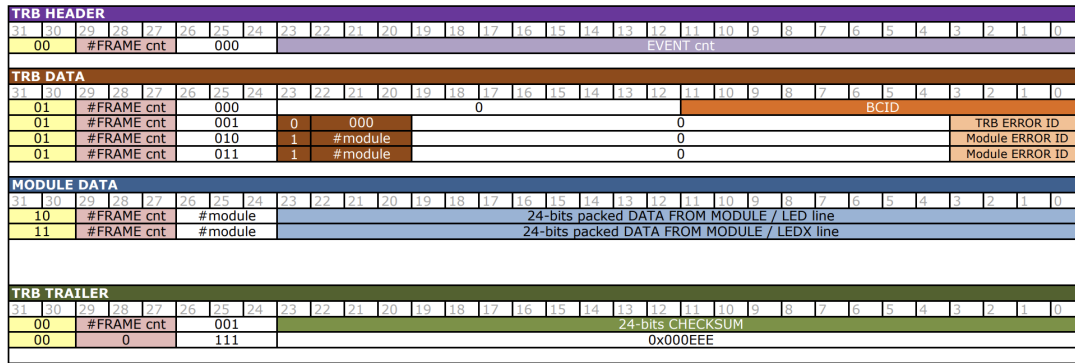 TRB HEADER
31 30 29 28 27 26 25 24 23 22 21 20 19 18 17 16 15 14 13 12 11 10 9 8 7 6 5 4 3 2 1 0
00 #FRAME cnt 000 EVENT cnt
TRB DATA
31 30 29 28 27 26 25 24 23 22 21 20 19 18 17 16 15 14 13 12 11 10 9 8 7 6 5 4 3 2 1 0
01 #FRAME cnt 000 0 BCID
01 #FRAME cnt 001 0 000 0 TRB ERROR ID
01 #FRAME cnt 010 1 #module 0 Module ERROR ID
01 #FRAME cnt 011 1 #module 0 Module ERROR ID
MODULE DATA
31 30 29 28 27 26 25 24 23 22 21 20 19 18 17 16 15 14 13 12 11 10 9 8 7 6 5 4 3 2 1 0
10 #FRAME cnt #module 24-bits packed DATA FROM MODULE / LED line
11 #FRAME cnt #module 24-bits packed DATA FROM MODULE / LEDX line
TRB TRAILER
31 30 29 28 27 26 25 24 23 22 21 20 19 18 17 16 15 14 13 12 11 10 9 8 7 6 5 4 3 2 1 0
00 #FRAME cnt 001 24-bits CHECKSUM
00 0 111 0x000EEE